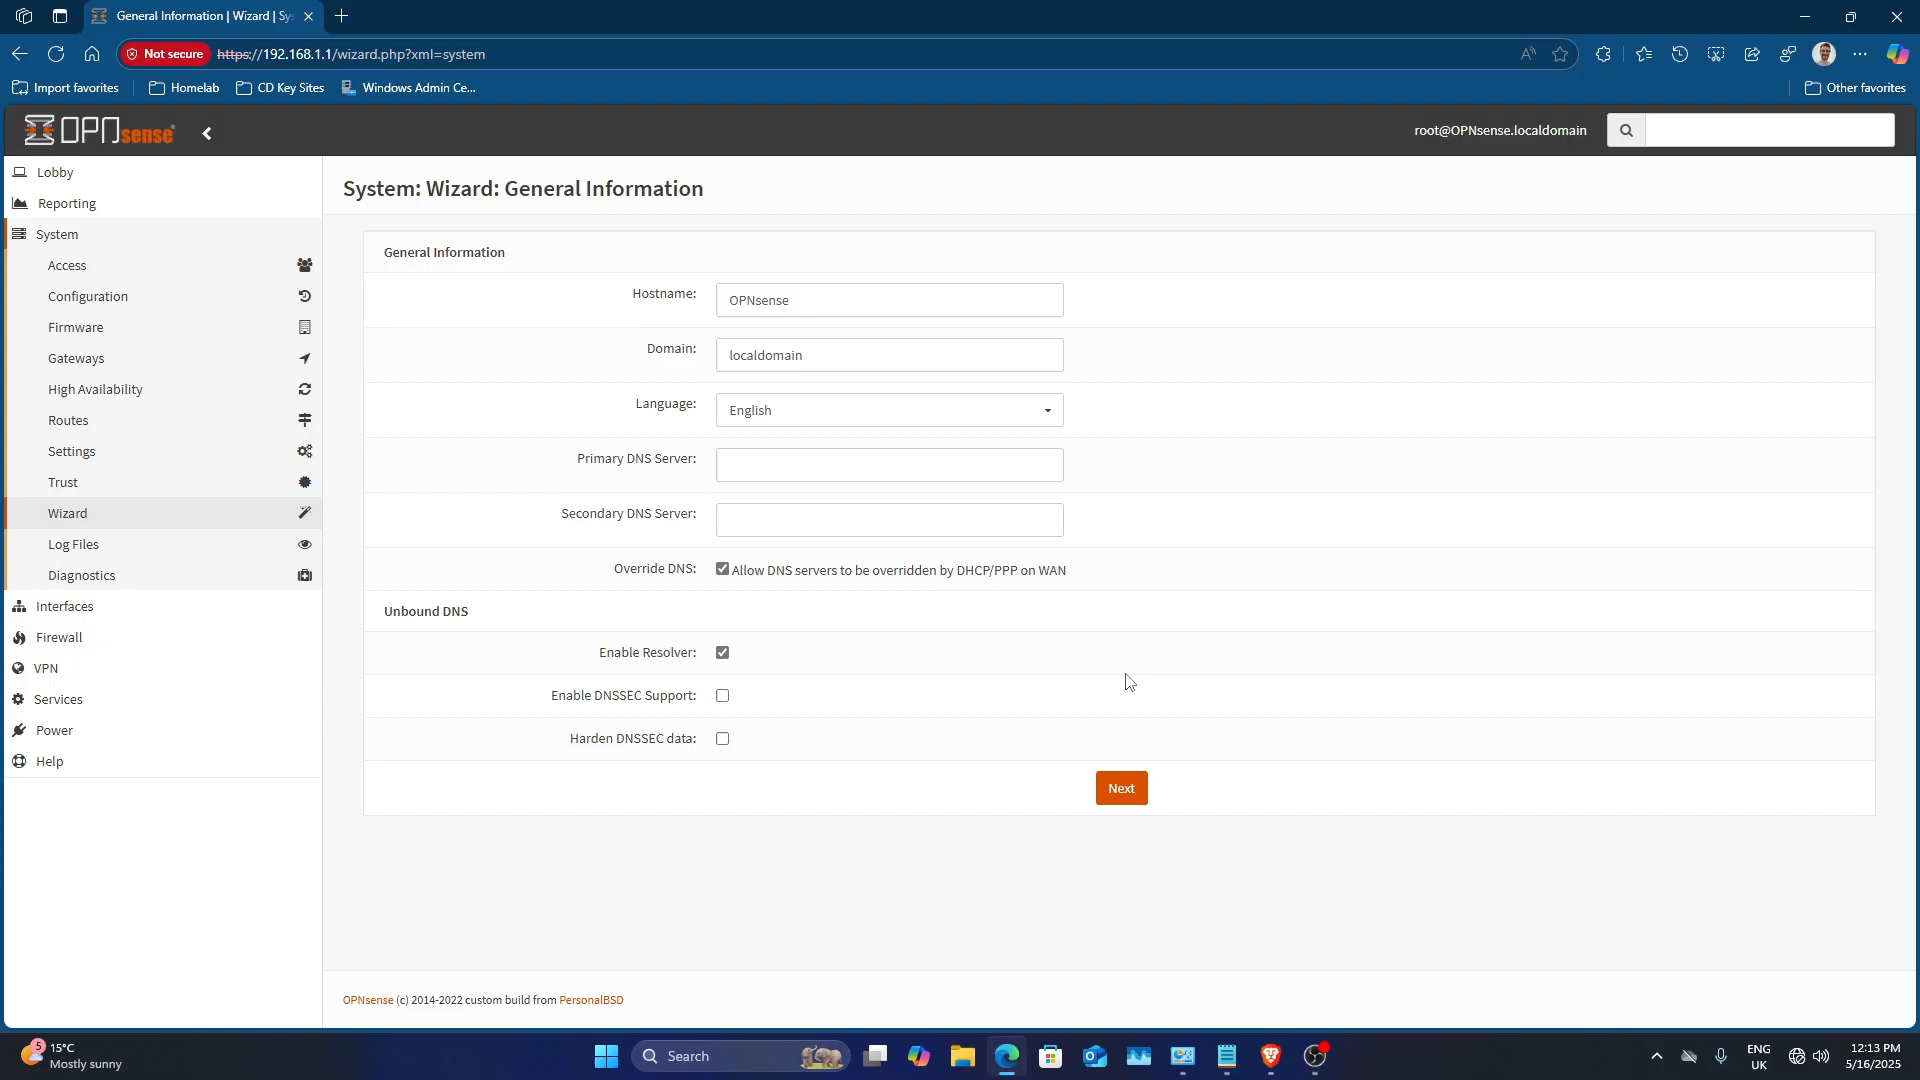 General Information | Wizard | Sy
Not secure https://192.168.1.1/wizard.php?xml=system
Import favorites Homelab CD Key Sites Windows Admin Ce... Other favorites
OPNsense root@OPNsense.localdomain
Lobby
Reporting
System
Access
Configuration
Firmware
Gateways
High Availability
Routes
Settings
Trust
Wizard
Log Files
Diagnostics
Interfaces
Firewall
VPN
Services
Power
Help
System: Wizard: General Information
General Information
Hostname: OPNsense
Domain: localdomain
Language: English
Primary DNS Server:
Secondary DNS Server:
Override DNS: Allow DNS servers to be overridden by DHCP/PPP on WAN
Unbound DNS
Enable Resolver:
Enable DNSSEC Support:
Harden DNSSEC data:
Next
OPNsense (c) 2014-2022 custom build from PersonalBSD
5 15°C
Mostly sunny
Search
ENG
UK
12:13 PM
5/16/2025